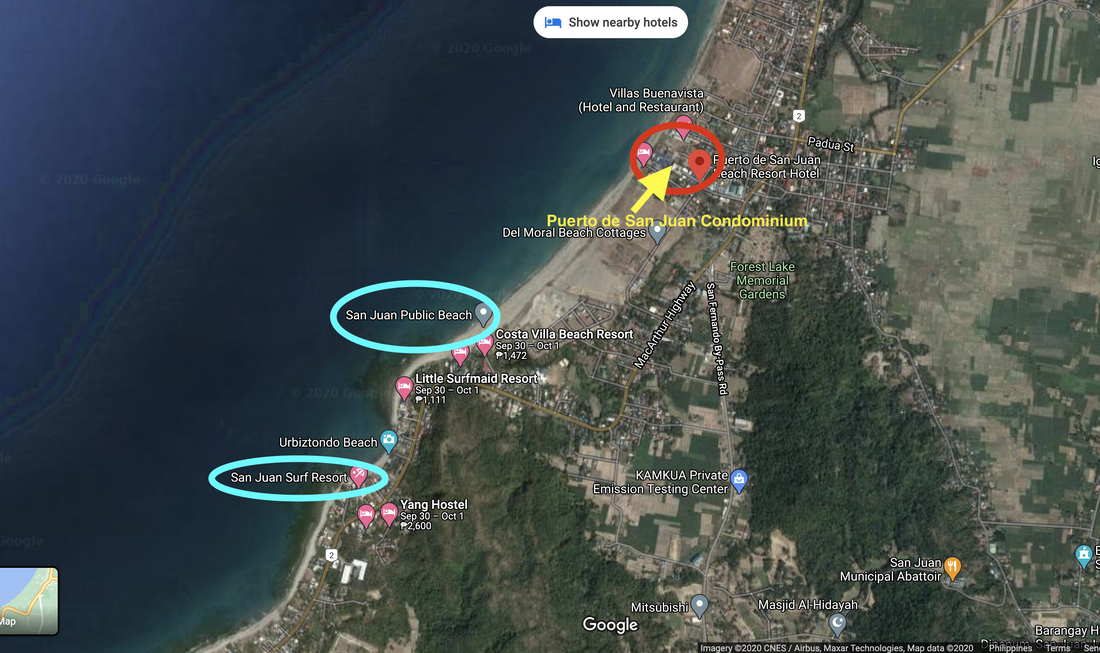 Show nearby hotels
© 2020 Google
Villas Buenavista
(Hotel and Restaurant)
2
Padua St
Puerto de San Juan
Beach Resort Hotel
© 2020 Google
Puerto de San Juan Condominium
Del Moral Beach Cottages
Forest Lake
Memorial
Gardens
San Juan Public Beach
MacArthur Highway
San Fernando By Pass Rd
Costa Villa Beach Resort
Sep 30 – Oct 1
₱1,472
Little Surfmaid Resort
Sep 30 – Oct 1
₱1,111
© 2020 Google
Urbiztondo Beach
San Juan Surf Resort
KAMKUA Private
Emission Testing Center
Yang Hostel
Sep 30 – Oct 1
₱2,600
Google
2
San Juan
Municipal Abattoir
Mitsubishi
Masjid Al-Hidayah
Map
Google
Barangay H
Imagery ©2020 CNES / Airbus, Maxar Technologies, Map data ©2020
Philippines
Terms
Sen